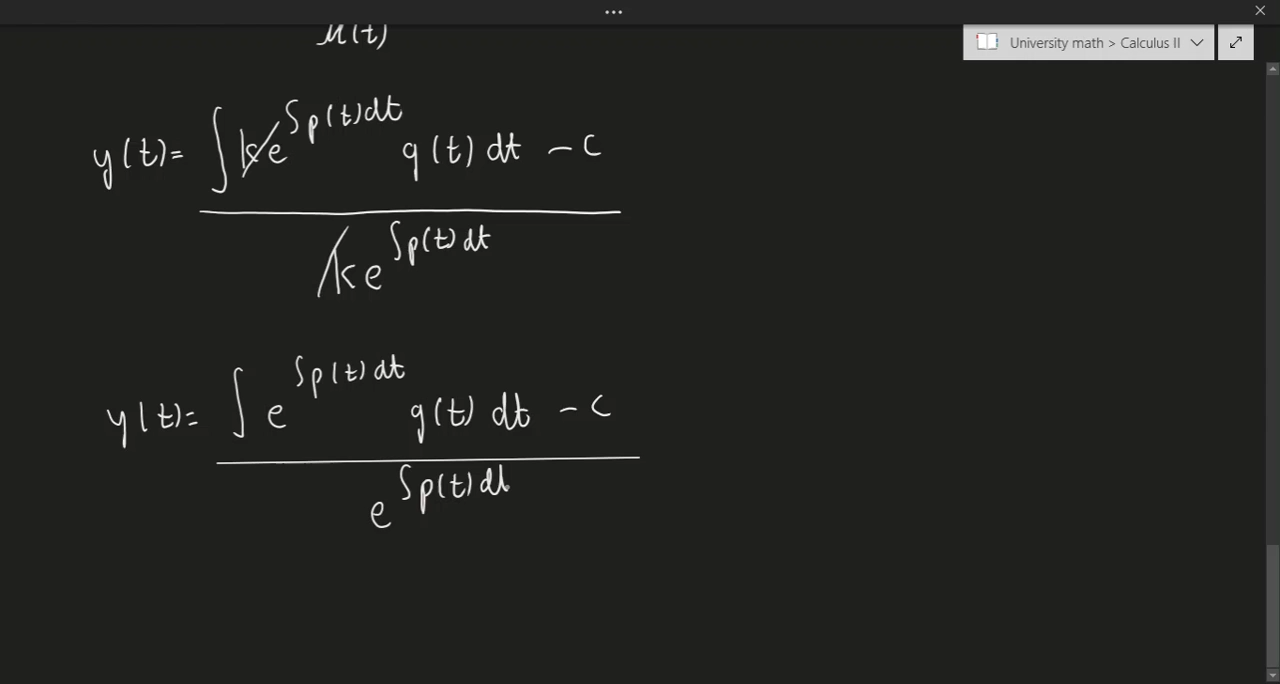 ...
University math > Calculus II
μ(t)
y(t) = ∫ke^∫p(t)dt g(t) dt - c
ke^∫p(t)dt
y(t) = ∫ e^∫p(t)dt g(t) dt - c
e^∫p(t)dt